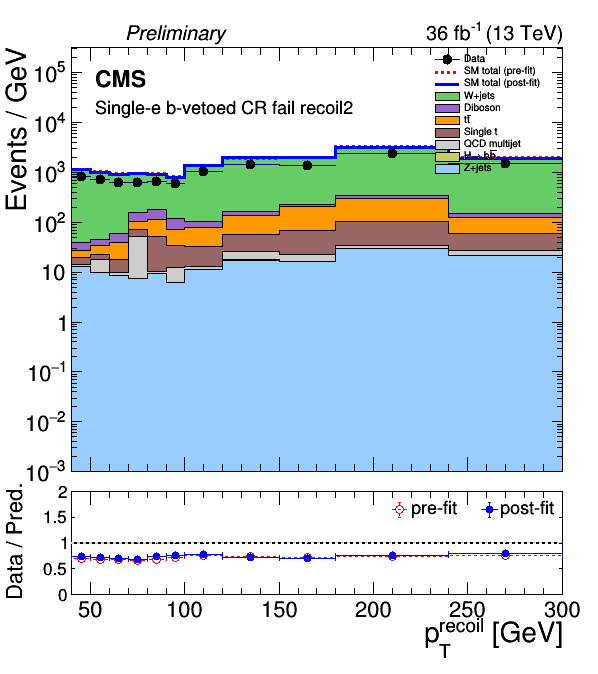 Preliminary
36 fb⁻¹ (13 TeV)
CMS
Single-e b-vetoed CR fail recoil2
Data
SM total (pre-fit)
SM total (post-fit)
W+jets
Diboson
tt̅
Single t
QCD multijet
H→bb̅
Z+jets
Events / GeV
10⁵
10⁴
10³
10²
10
1
10⁻¹
10⁻²
10⁻³
Data / Pred.
2
1.5
1
0.5
0
pre-fit
post-fit
50 100 150 200 250 300
p_T^recoil [GeV]